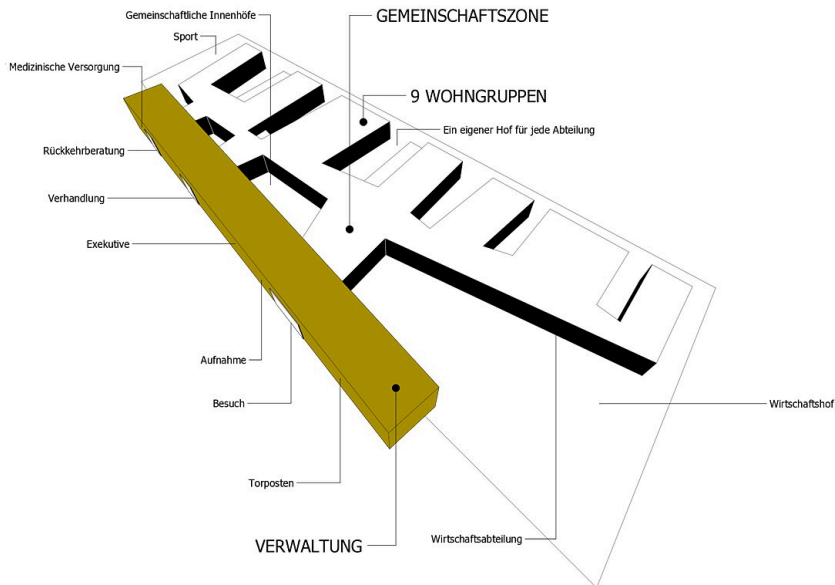 Gemeinschaftliche Innenhöfe
GEMEINSCHAFTSZONE
Sport
Medizinische Versorgung
9 WOHNGRUPPEN
Ein eigener Hof für jede Abteilung
Rückkehrberatung
Verhandlung
Exekutive
Aufnahme
Besuch
Wirtschaftshof
Torposten
Wirtschaftsabteilung
VERWALTUNG